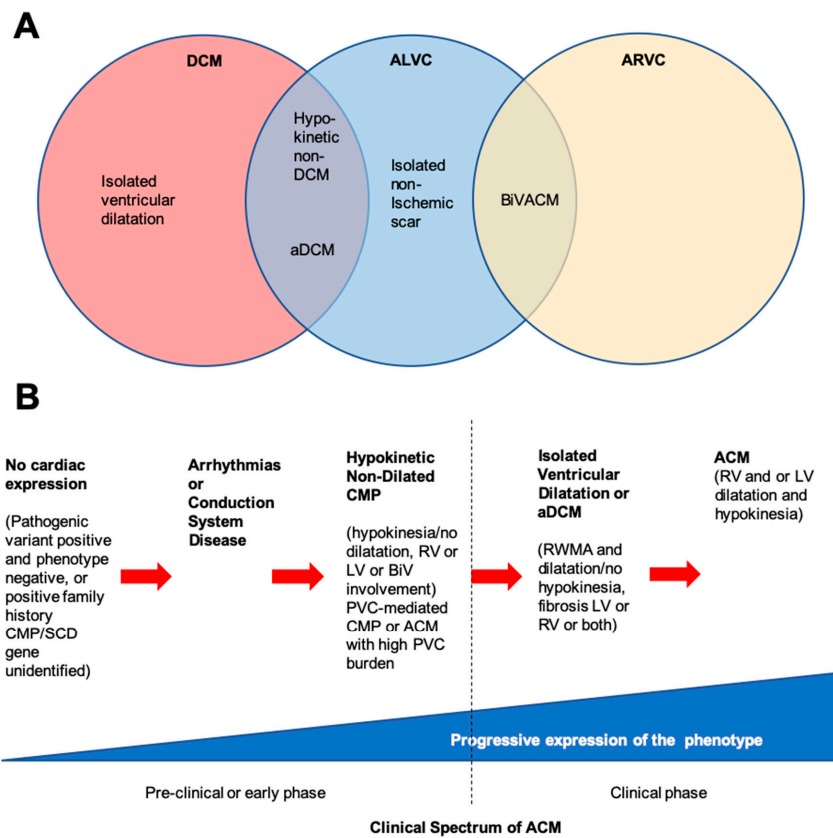 A
DCM
ALVC
ARVC
Isolated
ventricular
dilatation
Hypo-
kinetic
non-
DCM
aDCM
Isolated
non-
Ischemic
scar
BiVACM
B
No cardiac
expression
(Pathogenic
variant positive
and phenotype
negative, or
positive family
history
CMP/SCD
gene
unidentified)
Arrhythmias
or
Conduction
System
Disease
Hypokinetic
Non-Dilated
CMP
(hypokinesia/no
dilatation, RV or
LV or BiV
involvement)
PVC-mediated
CMP or ACM
with high PVC
burden
Isolated
Ventricular
Dilatation or
aDCM
(RWMA and
dilatation/no
hypokinesia,
fibrosis LV or
RV or both)
ACM
(RV and or LV
dilatation and
hypokinesia)
Progressive expression of the phenotype
Pre-clinical or early phase
Clinical phase
Clinical Spectrum of ACM